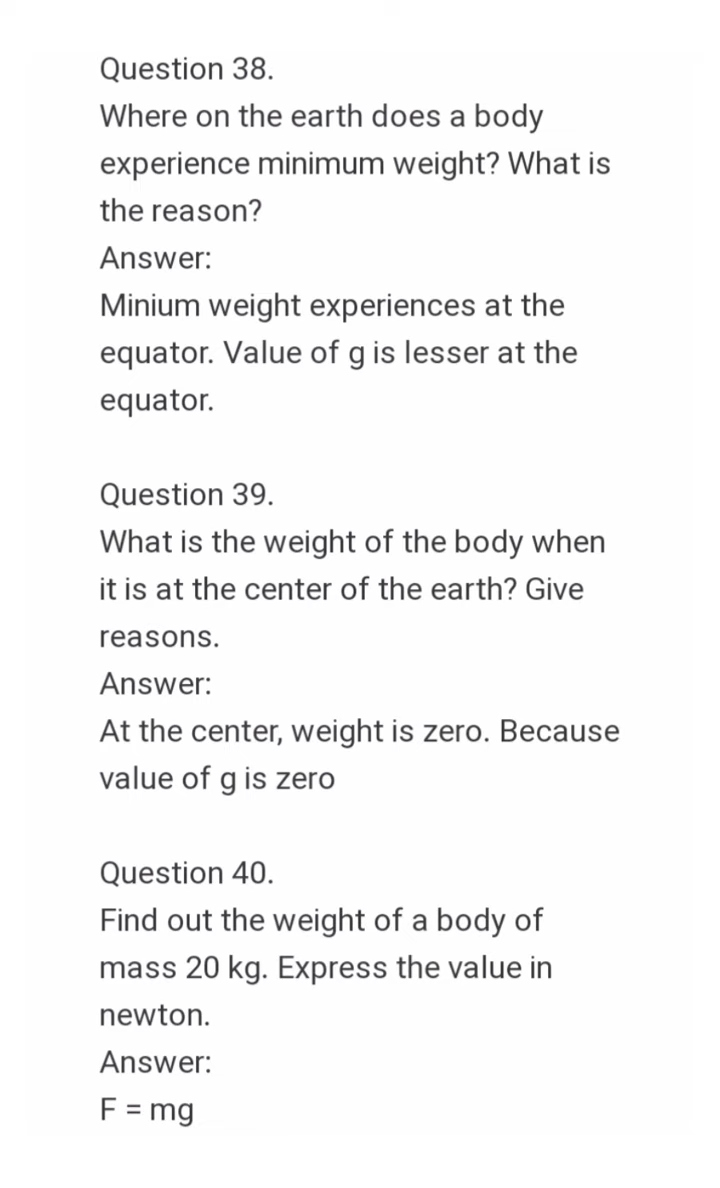 Question 38.
Where on the earth does a body
experience minimum weight? What is
the reason?
Answer:
Minium weight experiences at the
equator. Value of g is lesser at the
equator.
Question 39.
What is the weight of the body when
it is at the center of the earth? Give
reasons.
Answer:
At the center, weight is zero. Because
value of g is zero
Question 40.
Find out the weight of a body of
mass 20 kg. Express the value in
newton.
Answer:
F = mg